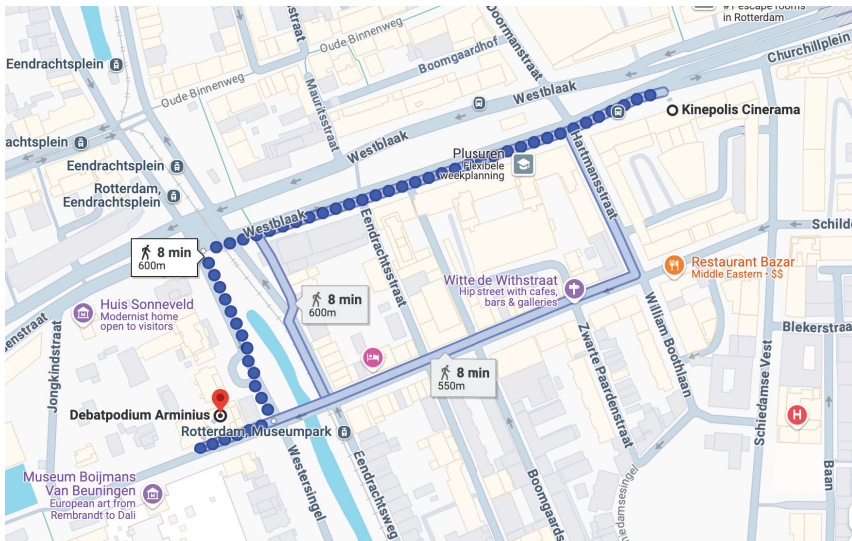 #1 escape rooms
in Rotterdam
Churchillplein
Eendrachtsplein
Oude Binnenweg
Boomgaardhof
Mauritsstraat
Oude Binnenweg
Westblaak
Westblaak
Kinepolis Cinerama
Eendrachtsplein
Rotterdam,
Eendrachtsplein
Plusuren
Flexibele
weekplanning
Hartmansstraat
Westblaak
Eendrachtsstraat
8 min
600m
Restaurant Bazar
Middle Eastern · $$
Witte de Withstraat
Hip street with cafes,
bars & galleries
8 min
600m
Huis Sonneveld
Modernist home
open to visitors
Jongkindstraat
William Boothlaan
Blekerstraat
Zwarte Paardenstraat
Schiedamse Vest
8 min
550m
Debatpodium Arminius
Rotterdam, Museumpark
H
Museum Boijmans
Van Beuningen
European art from
Rembrandt to Dali
Westersingel
Eendrachtsweg
Baan